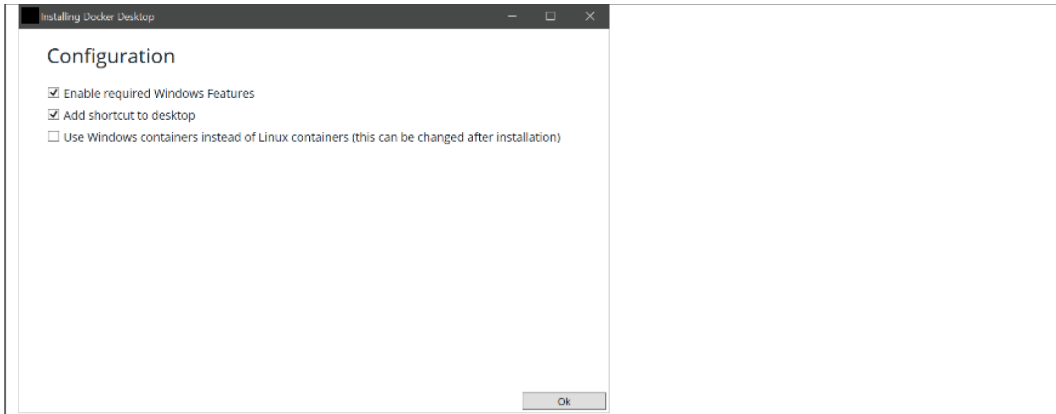 Installing Docker Desktop
Configuration
Enable required Windows Features
Add shortcut to desktop
Use Windows containers instead of Linux containers (this can be changed after installation)
Ok